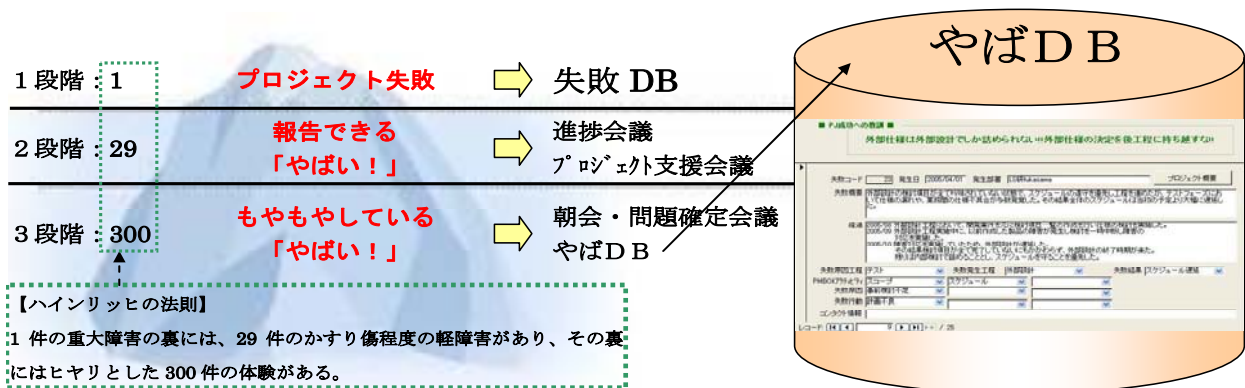 やばＤＢ
１段階：1
プロジェクト失敗
失敗 DB
２段階：29
報告できる
「やばい！」
進捗会議
プロジェクト支援会議
３段階：300
もやもやしている
「やばい！」
朝会・問題確定会議
やばＤＢ
【ハインリッヒの法則】
1 件の重大障害の裏には、29 件のかすり傷程度の軽障害があり、その裏
にはヒヤリとした 300 件の体験がある。
■ PJ成功への教訓 ■
外部仕様は外部設計でしか詰められない⇒外部仕様の決定を後工程に持ち越すな!!
失敗コード 発生日 2005/04/01 発生部署 プロジェクト概要
失敗概要
経過
失敗原因工程 テスト 失敗発生工程 外部設計 失敗結果 スケジュール遅延
スコープ スケジュール
失敗原因 事前検討不足
失敗行動 計画不良
コンタクト情報
レコード: 9 / 25